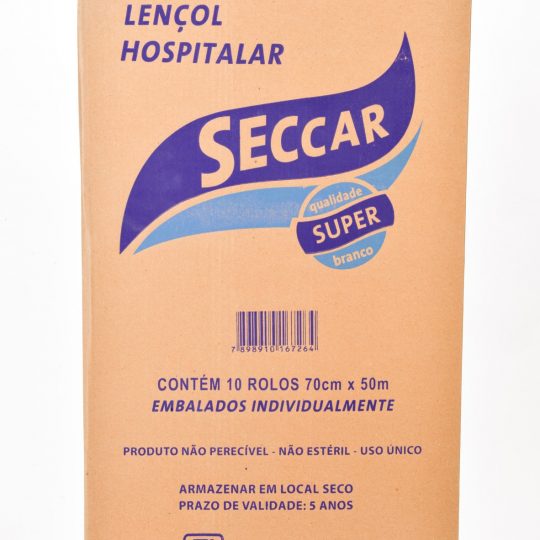 LENÇOL
HOSPITALAR
SECCAR
qualidade
SUPER
branco
7 898910 167264
CONTÉM 10 ROLOS 70cm x 50m
EMBALADOS INDIVIDUALMENTE
PRODUTO NÃO PERECÍVEL - NÃO ESTÉRIL - USO ÚNICO
ARMAZENAR EM LOCAL SECO
PRAZO DE VALIDADE: 5 ANOS